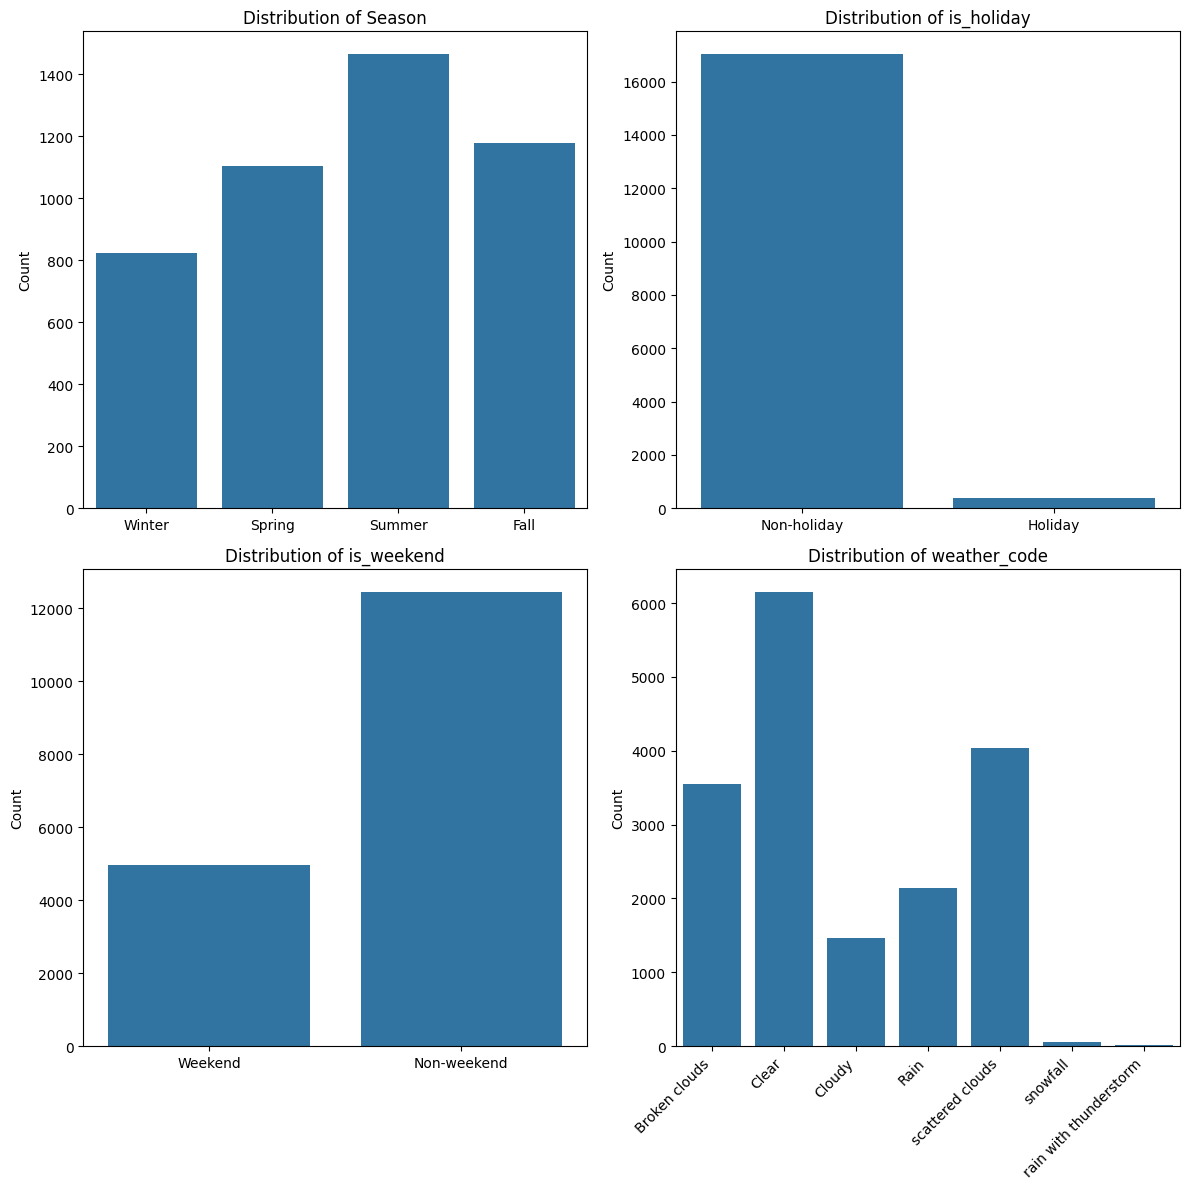 Distribution of Season
1400
1200
1000
800
600
400
200
0
Count
Winter Spring Summer Fall
Distribution of is_holiday
16000
14000
12000
10000
8000
6000
4000
2000
0
Count
Non-holiday Holiday
Distribution of is_weekend
12000
10000
8000
6000
4000
2000
0
Count
Weekend Non-weekend
Distribution of weather_code
6000
5000
4000
3000
2000
1000
0
Count
Broken clouds
Clear
Cloudy
Rain
scattered clouds
snowfall
rain with thunderstorm